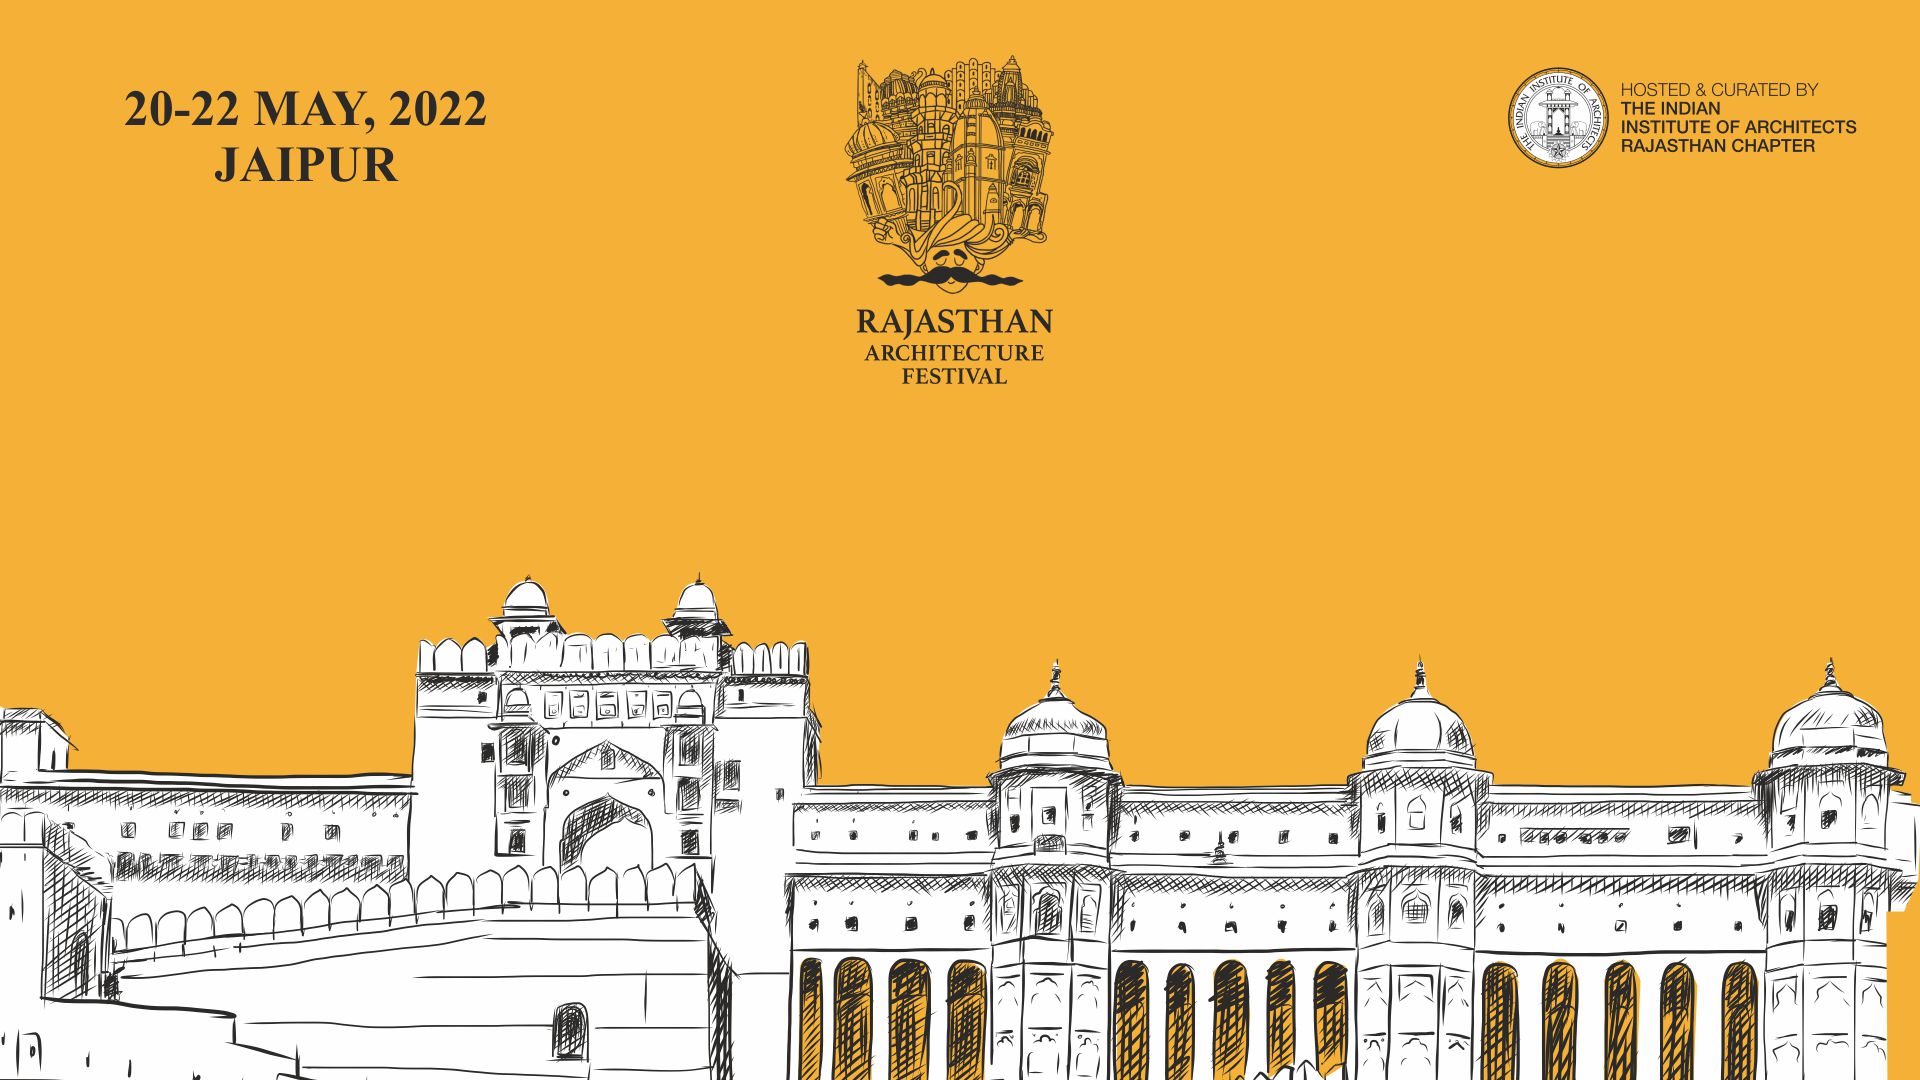 20-22 MAY, 2022
JAIPUR
RAJASTHAN
ARCHITECTURE
FESTIVAL
THE INDIAN INSTITUTE OF ARCHITECTS
HOSTED & CURATED BY
THE INDIAN
INSTITUTE OF ARCHITECTS
RAJASTHAN CHAPTER